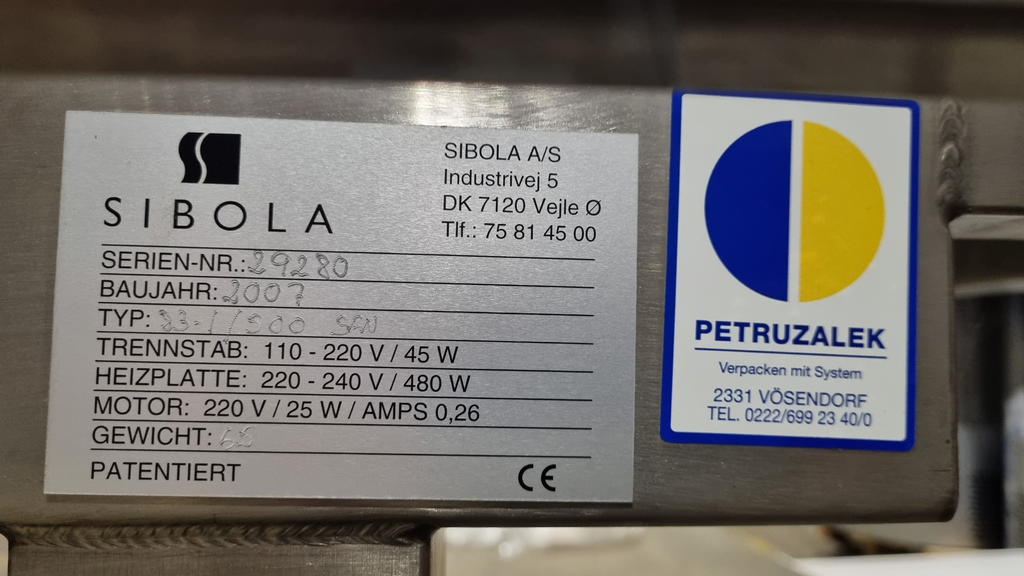 SIBOLA
SIBOLA A/S
Industrivej 5
DK 7120 Vejle Ø
Tlf.: 75 81 45 00
SERIEN-NR.: 29280
BAUJAHR: 2007
TYP: /500
TRENNSTAB: 110 - 220 V / 45 W
HEIZPLATTE: 220 - 240 V / 480 W
MOTOR: 220 V / 25 W / AMPS 0,26
GEWICHT:
PATENTIERT CE
PETRUZALEK
Verpacken mit System
2331 VÖSENDORF
TEL. 0222/699 23 40/0